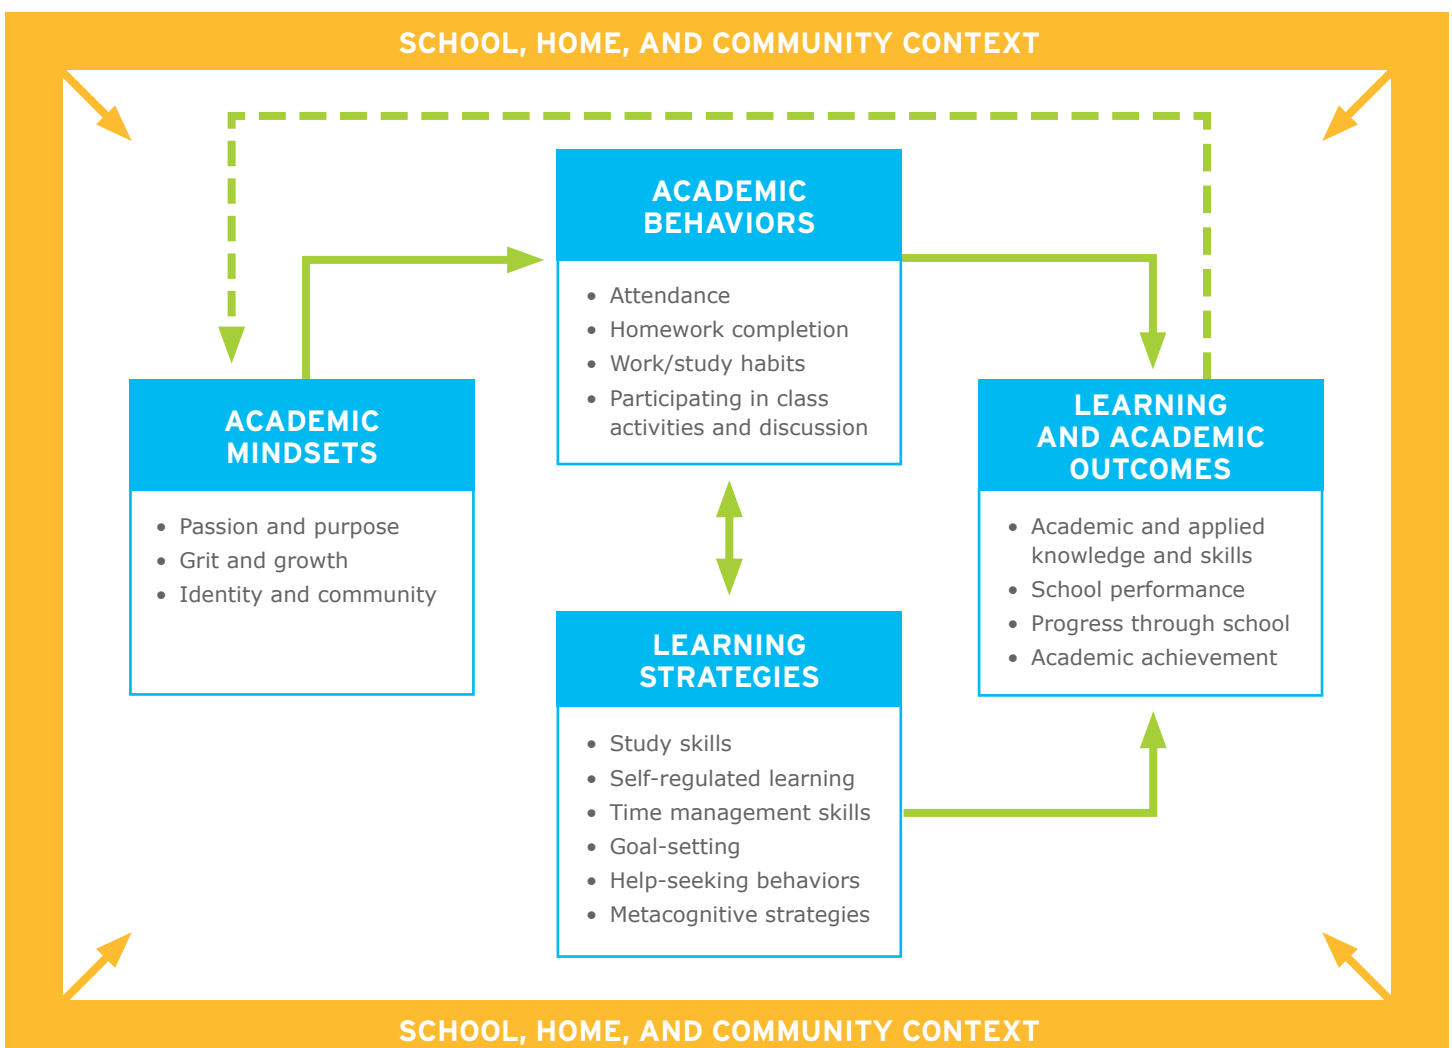 SCHOOL, HOME, AND COMMUNITY CONTEXT
ACADEMIC
BEHAVIORS
• Attendance
• Homework completion
• Work/study habits
• Participating in class
activities and discussion
ACADEMIC
MINDSETS
• Passion and purpose
• Grit and growth
• Identity and community
LEARNING
AND ACADEMIC
OUTCOMES
• Academic and applied
knowledge and skills
• School performance
• Progress through school
• Academic achievement
LEARNING
STRATEGIES
• Study skills
• Self-regulated learning
• Time management skills
• Goal-setting
• Help-seeking behaviors
• Metacognitive strategies
SCHOOL, HOME, AND COMMUNITY CONTEXT